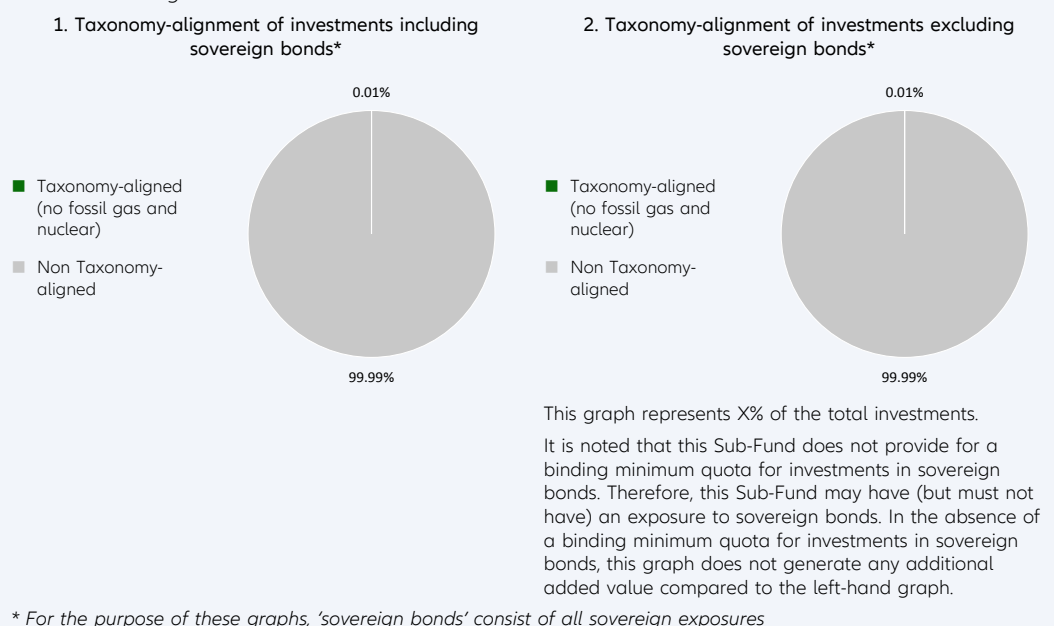 1. Taxonomy-alignment of investments including
sovereign bonds*
0.01%
Taxonomy-aligned
(no fossil gas and
nuclear)
Non Taxonomy-
aligned
99.99%
2. Taxonomy-alignment of investments excluding
sovereign bonds*
0.01%
Taxonomy-aligned
(no fossil gas and
nuclear)
Non Taxonomy-
aligned
99.99%
This graph represents X% of the total investments.
It is noted that this Sub-Fund does not provide for a
binding minimum quota for investments in sovereign
bonds. Therefore, this Sub-Fund may have (but must not
have) an exposure to sovereign bonds. In the absence of
a binding minimum quota for investments in sovereign
bonds, this graph does not generate any additional
added value compared to the left-hand graph.
* For the purpose of these graphs, ‘sovereign bonds’ consist of all sovereign exposures